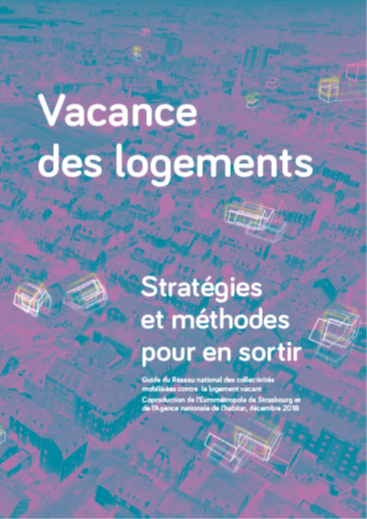 Vacance
des logements
Stratégies
et méthodes
pour en sortir
Guide du Réseau national des collectivités
mobilisées contre le logement vacant
Coproduction de l'Eurométropole de Strasbourg et
de l'Agence nationale de l'habitat, décembre 2018